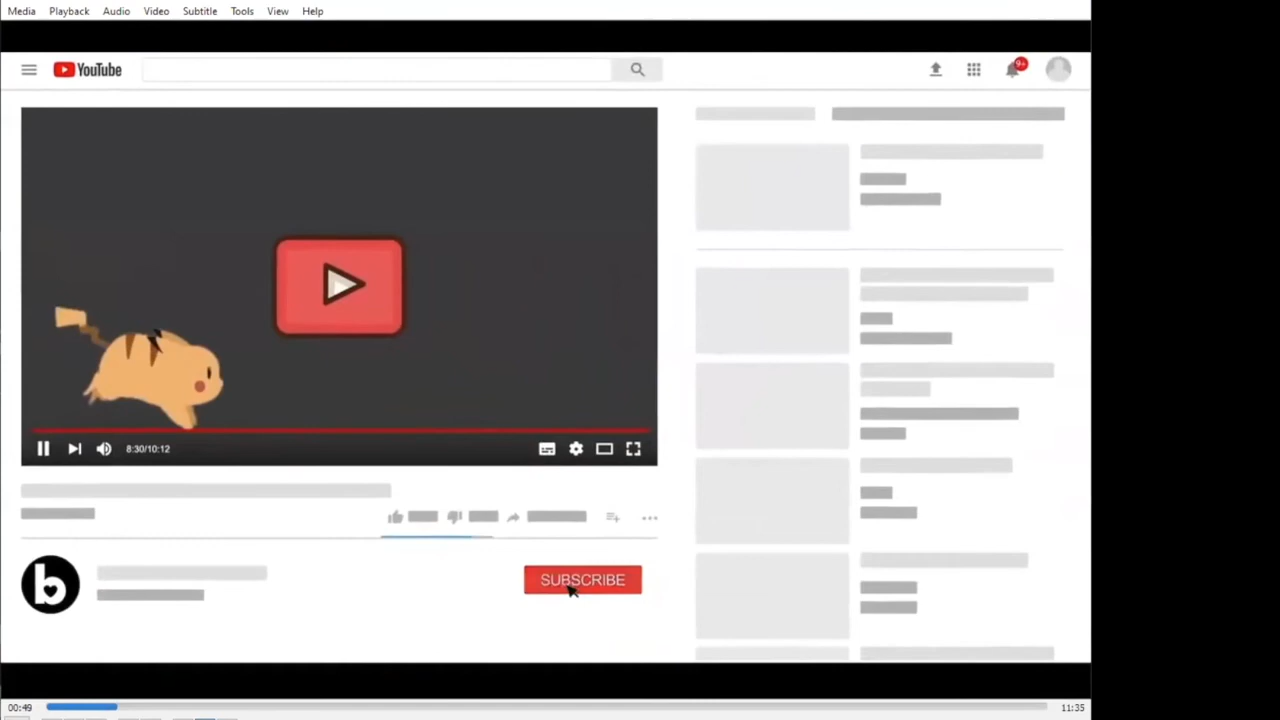 Media Playback Audio Video Subtitle Tools View Help
YouTube
9+
8:30/10:12
b
SUBSCRIBE
00:49
11:35